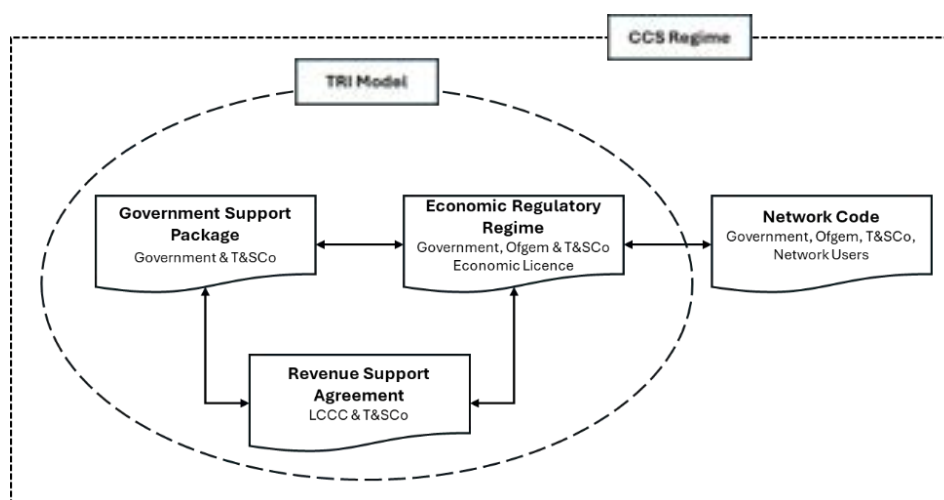 CCS Regime
TRI Model
Government Support
Package
Government & T&SCo
Economic Regulatory
Regime
Government, Ofgem & T&SCo
Economic Licence
Network Code
Government, Ofgem, T&SCo,
Network Users
Revenue Support
Agreement
LCCC & T&SCo